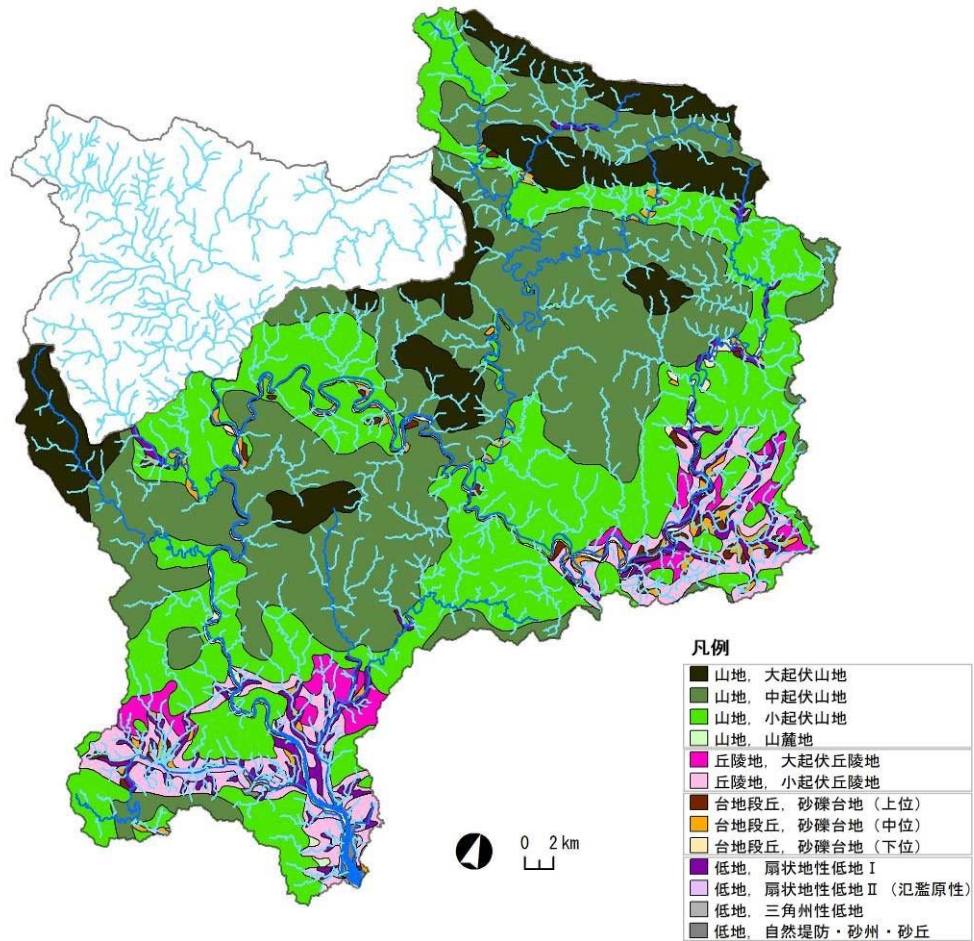 凡例
山地，大起伏山地
山地，中起伏山地
山地，小起伏山地
山地，山麓地
丘陵地，大起伏丘陵地
丘陵地，小起伏丘陵地
台地段丘，砂礫台地（上位）
台地段丘，砂礫台地（中位）
台地段丘，砂礫台地（下位）
低地，扇状地性低地Ⅰ
低地，扇状地性低地Ⅱ（氾濫原性）
低地，三角州性低地
低地，自然堤防・砂州・砂丘
0 2km